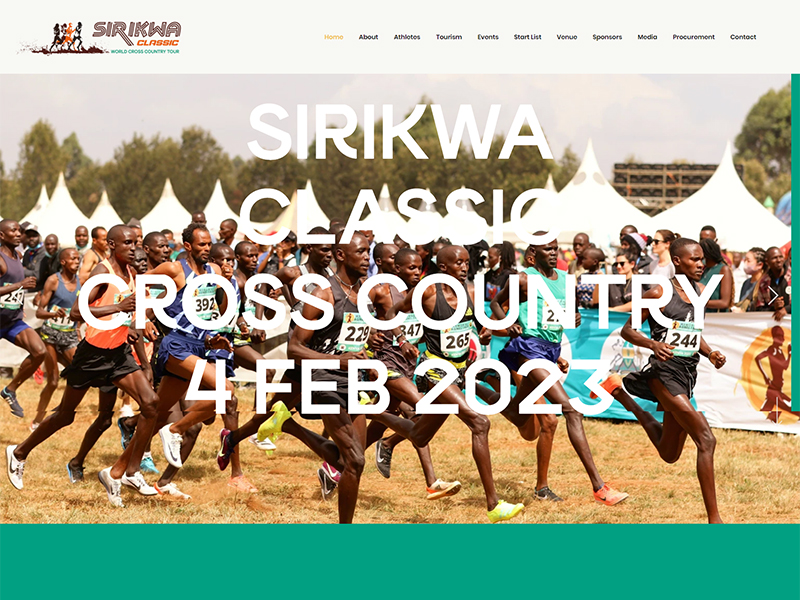 SIRIKWA
CLASSIC
WORLD CROSS COUNTRY TOUR
Home About Athletes Tourism Events Start List Venue Sponsors Media Procurement Contact
SIRIKWA
CLASSIC
CROSS COUNTRY
4 FEB 2023
247
392
229
347
265
244